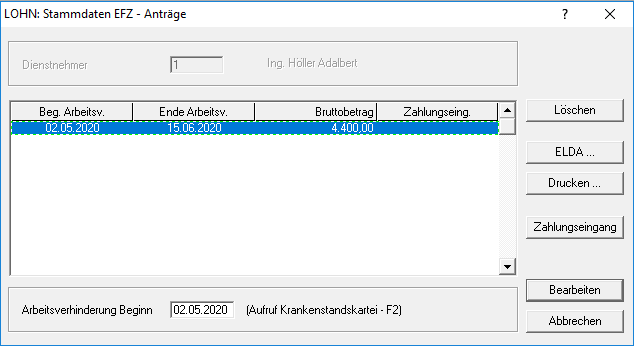 LOHN: Stammdaten EFZ - Anträge
Dienstnehmer 1 Ing. Höller Adalbert
Beg. Arbeitsv. Ende Arbeitsv. Bruttobetrag Zahlungseing.
02.05.2020 15.06.2020 4.400,00
Löschen
ELDA ...
Drucken ...
Zahlungseingang
Bearbeiten
Abbrechen
Arbeitsverhinderung Beginn 02.05.2020 (Aufruf Krankenstandskartei - F2)